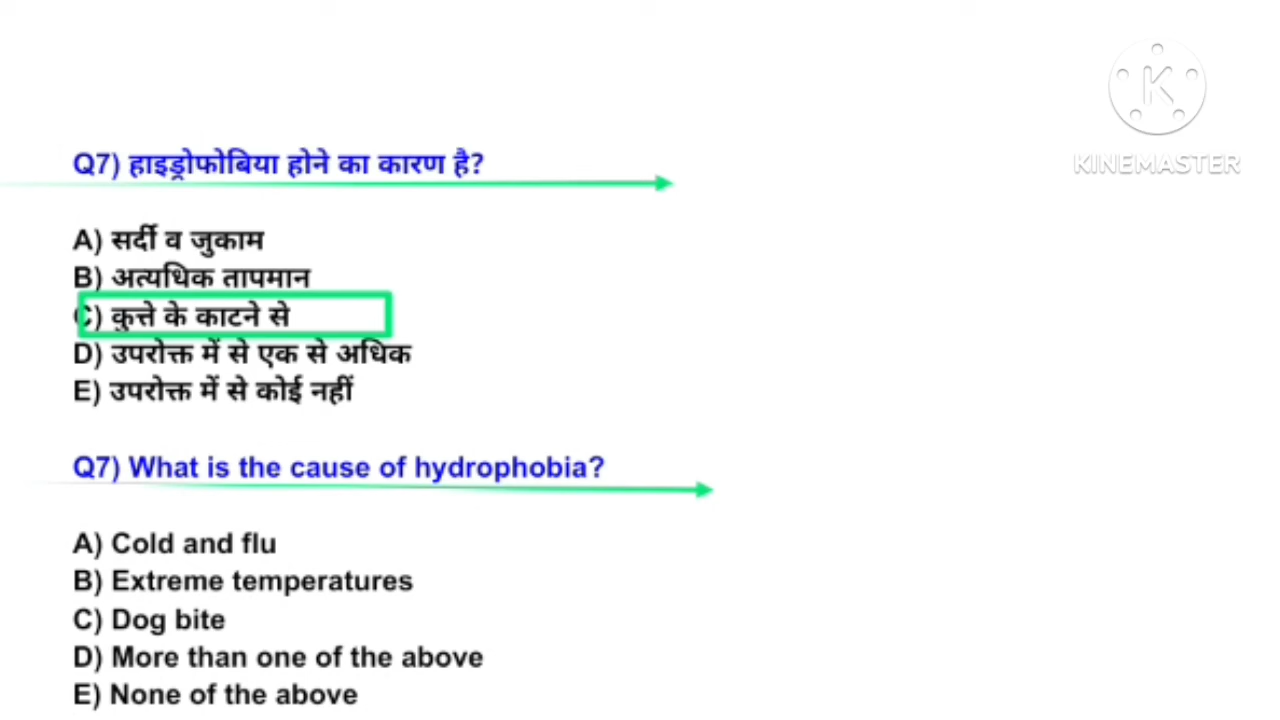 K
KINEMASTER
Q7) हाइड्रोफोबिया होने का कारण है?
A) सर्दी व जुकाम
B) अत्यधिक तापमान
C) कुत्ते के काटने से
D) उपरोक्त में से एक से अधिक
E) उपरोक्त में से कोई नहीं
Q7) What is the cause of hydrophobia?
A) Cold and flu
B) Extreme temperatures
C) Dog bite
D) More than one of the above
E) None of the above